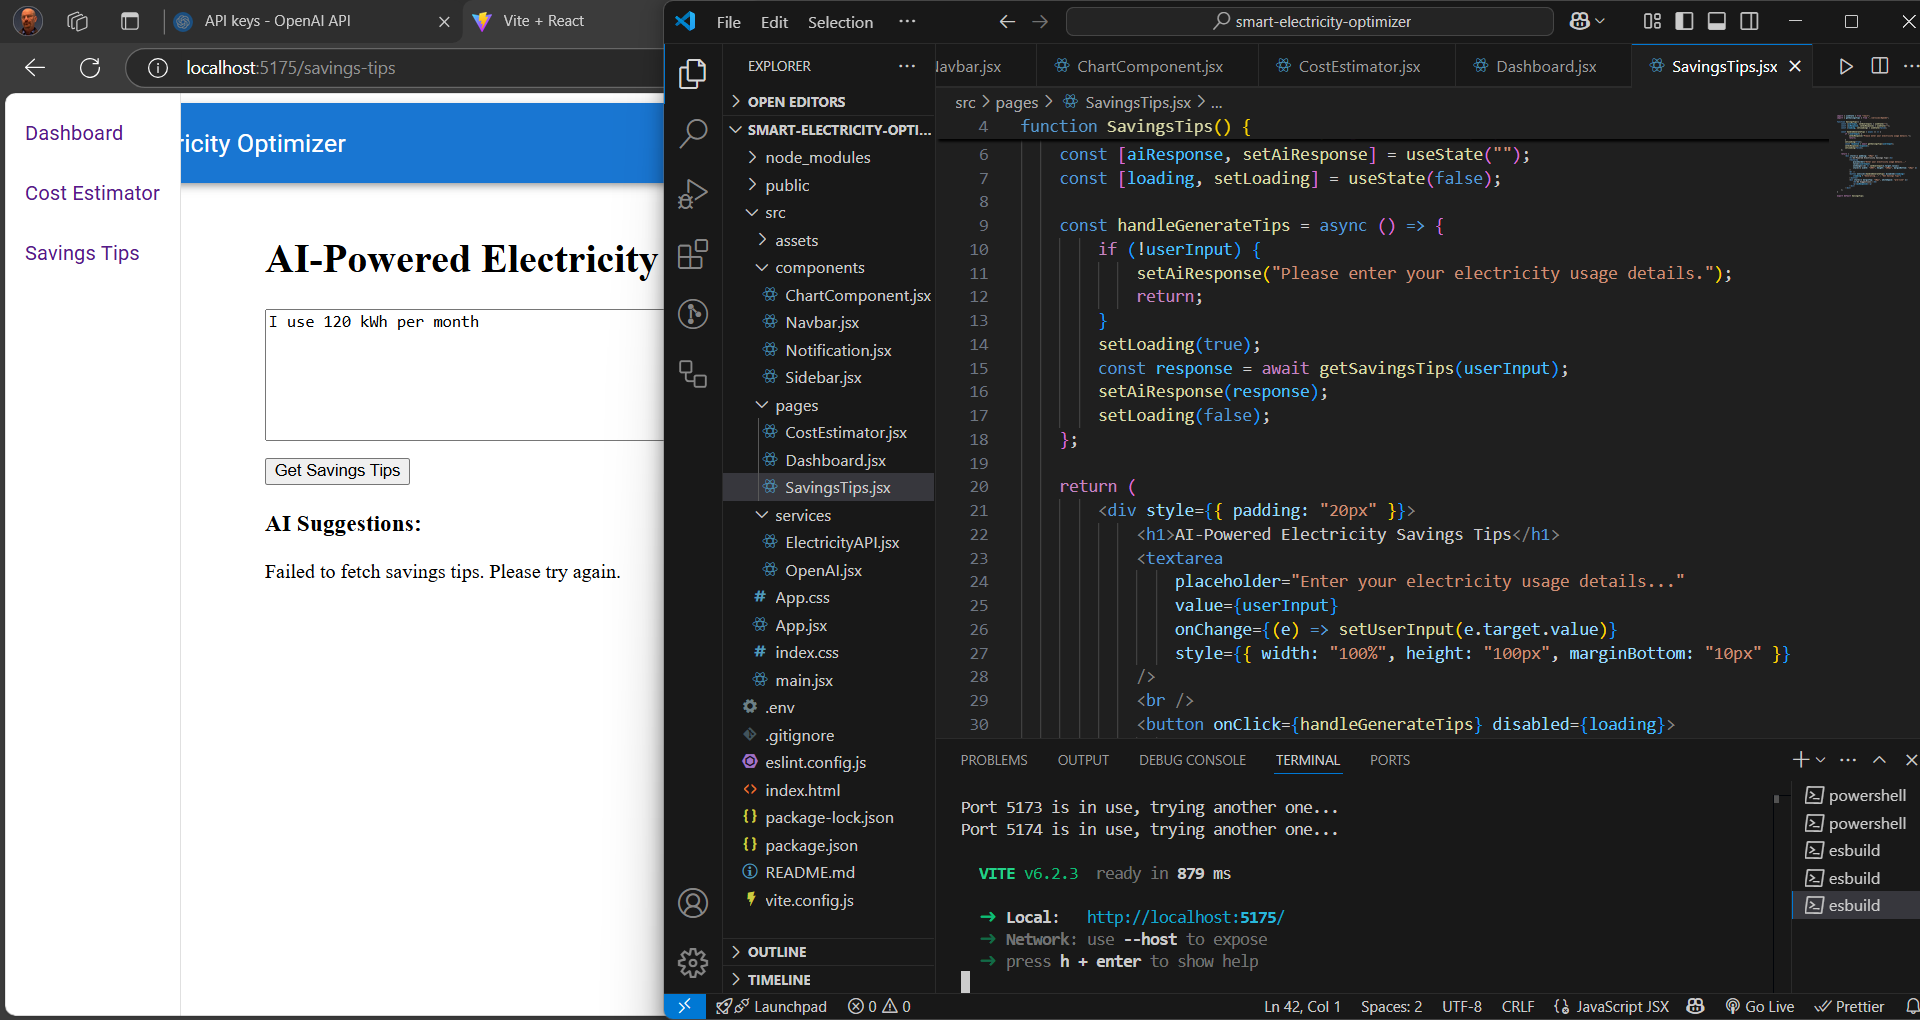 API keys - OpenAI API
Vite + React
localhost:5175/savings-tips
Dashboard
Cost Estimator
Savings Tips
ricity Optimizer
AI-Powered Electricity
I use 120 kWh per month
Get Savings Tips
AI Suggestions:
Failed to fetch savings tips. Please try again.
File Edit Selection ...
smart-electricity-optimizer
EXPLORER ...
OPEN EDITORS
SMART-ELECTRICITY-OPTI...
node_modules
public
src
assets
components
ChartComponent.jsx
Navbar.jsx
Notification.jsx
Sidebar.jsx
pages
CostEstimator.jsx
Dashboard.jsx
SavingsTips.jsx
services
ElectricityAPI.jsx
OpenAI.jsx
# App.css
App.jsx
# index.css
main.jsx
.env
.gitignore
eslint.config.js
<> index.html
{} package-lock.json
{} package.json
README.md
vite.config.js
OUTLINE
TIMELINE
Navbar.jsx ChartComponent.jsx CostEstimator.jsx Dashboard.jsx SavingsTips.jsx
src > pages > SavingsTips.jsx > ...
4 function SavingsTips() {
6 const [aiResponse, setAiResponse] = useState("");
7 const [loading, setLoading] = useState(false);
8
9 const handleGenerateTips = async () => {
10 if (!userInput) {
11 setAiResponse("Please enter your electricity usage details.");
12 return;
13 }
14 setLoading(true);
15 const response = await getSavingsTips(userInput);
16 setAiResponse(response);
17 setLoading(false);
18 };
19
20 return (
21 <div style={{ padding: "20px" }}>
22 <h1>AI-Powered Electricity Savings Tips</h1>
23 <textarea
24 placeholder="Enter your electricity usage details..."
25 value={userInput}
26 onChange={(e) => setUserInput(e.target.value)}
27 style={{ width: "100%", height: "100px", marginBottom: "10px" }}
28 />
29 <br />
30 <button onClick={handleGenerateTips} disabled={loading}>
PROBLEMS OUTPUT DEBUG CONSOLE TERMINAL PORTS
Port 5173 is in use, trying another one...
Port 5174 is in use, trying another one...
VITE v6.2.3 ready in 879 ms
➜ Local: http://localhost:5175/
➜ Network: use --host to expose
➜ press h + enter to show help
powershell
powershell
esbuild
esbuild
esbuild
Launchpad 0 0 Ln 42, Col 1 Spaces: 2 UTF-8 CRLF {} JavaScript JSX Go Live Prettier